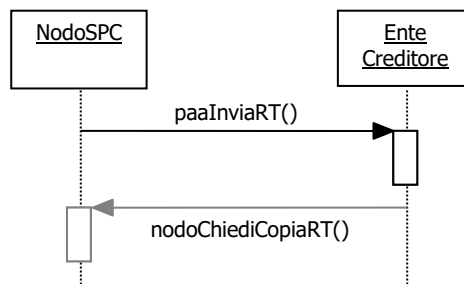 NodoSPC
Ente
Creditore
paaInviaRT()
nodoChiediCopiaRT()